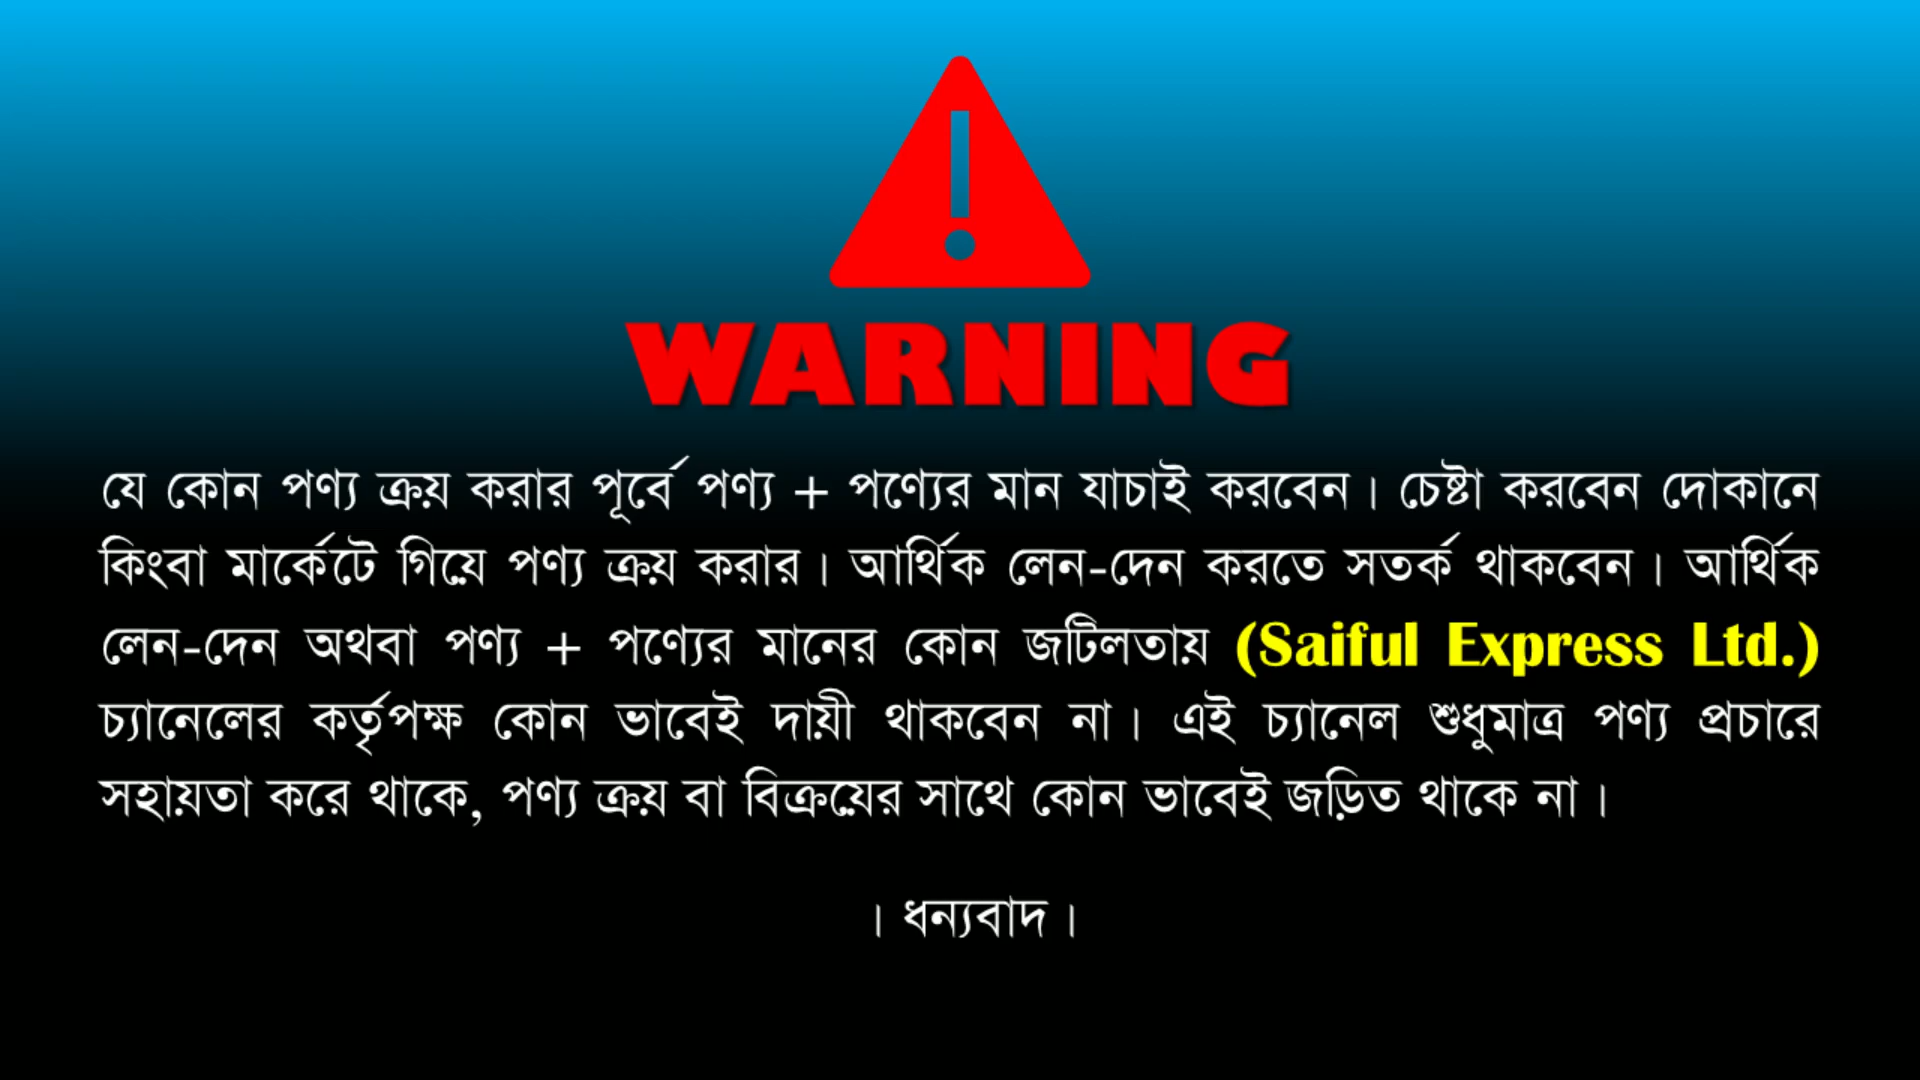 WARNING
যে কোন পণ্য ক্রয় করার পূর্বে পণ্য + পণ্যের মান যাচাই করবেন। চেষ্টা করবেন দোকানে
কিংবা মার্কেটে গিয়ে পণ্য ক্রয় করার। আর্থিক লেন-দেন করতে সতর্ক থাকবেন। আর্থিক
লেন-দেন অথবা পণ্য + পণ্যের মানের কোন জটিলতায় (Saiful Express Ltd.)
চ্যানেলের কর্তৃপক্ষ কোন ভাবেই দায়ী থাকবেন না। এই চ্যানেল শুধুমাত্র পণ্য প্রচারে
সহায়তা করে থাকে, পণ্য ক্রয় বা বিক্রয়ের সাথে কোন ভাবেই জড়িত থাকে না।
। ধন্যবাদ ।